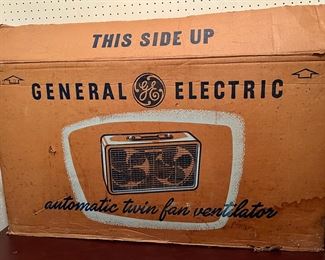 THIS SIDE UP
GENERAL GE ELECTRIC
automatic twin fan ventilator